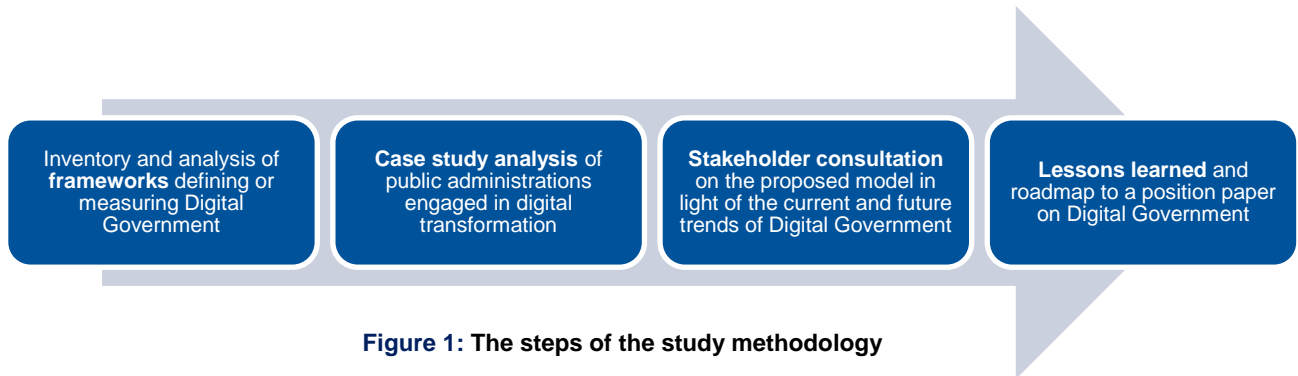 Inventory and analysis of
frameworks defining or
measuring Digital
Government
Case study analysis of
public administrations
engaged in digital
transformation
Stakeholder consultation
on the proposed model in
light of the current and future
trends of Digital Government
Lessons learned and
roadmap to a position paper
on Digital Government
Figure 1: The steps of the study methodology